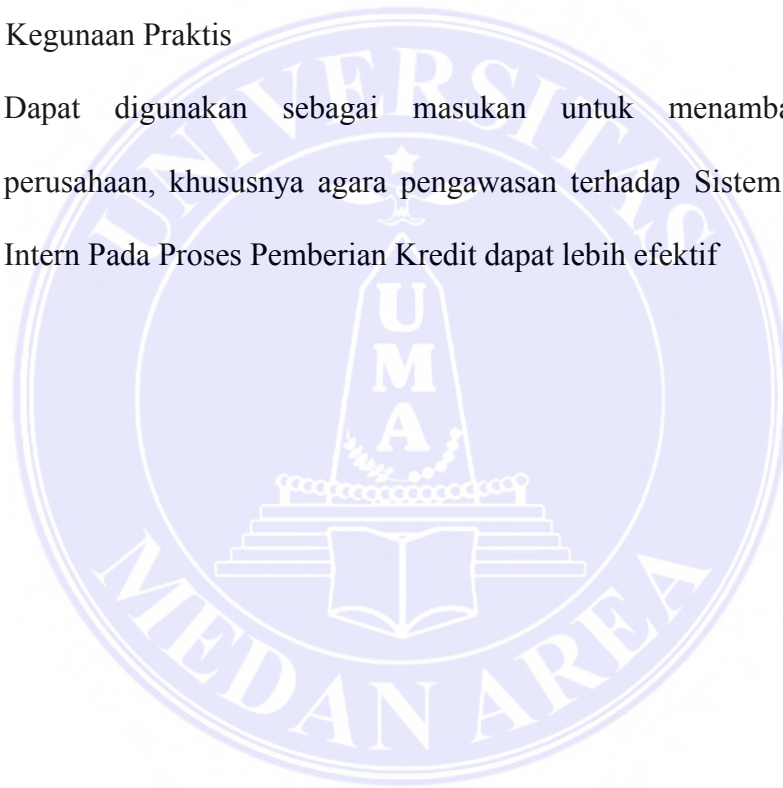 Kegunaan Praktis
Dapat digunakan sebagai masukan untuk
perusahaan, khususnya agara pengawasan terhadap Sistem
Intern Pada Proses Pemberian Kredit dapat lebih efektif
UNIVERSITAS
UMA
MEDAN AREA